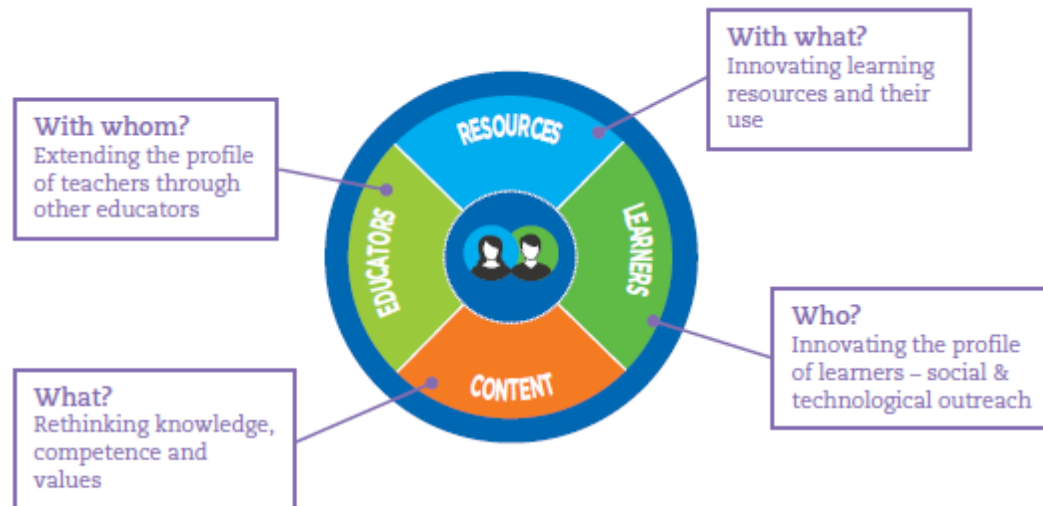 With what?
Innovating learning
resources and their
use
With whom?
Extending the profile
of teachers through
other educators
RESOURCES
EDUCATORS
LEARNERS
CONTENT
Who?
Innovating the profile
of learners – social &
technological outreach
What?
Rethinking knowledge,
competence and
values